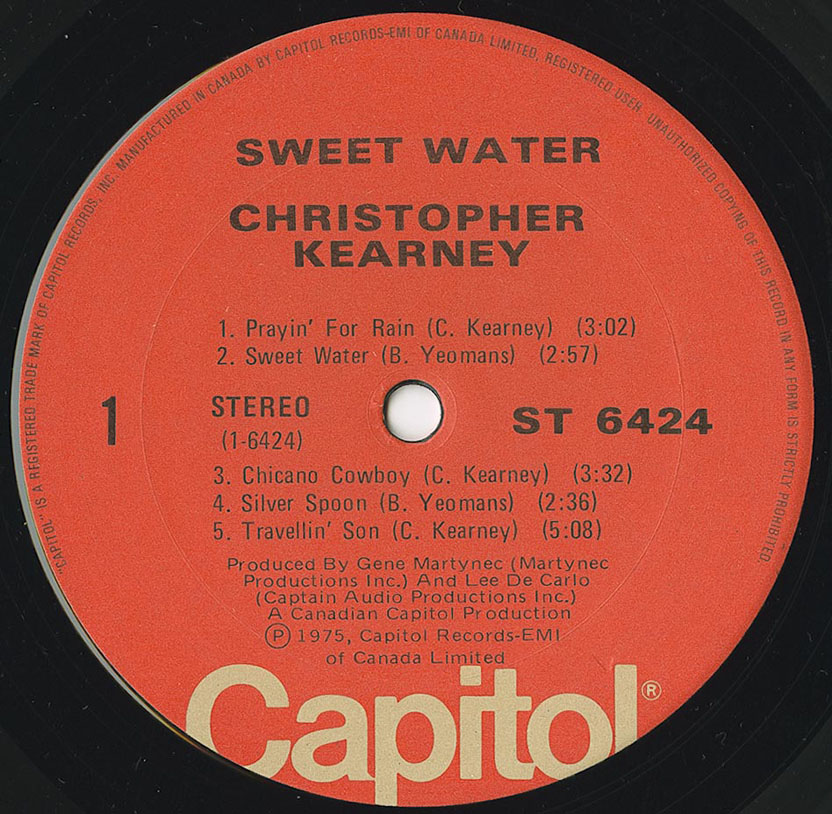 "CAPITOL" IS A REGISTERED TRADE MARK OF CAPITOL RECORDS, INC. MANUFACTURED IN CANADA BY CAPITOL RECORDS-EMI OF CANADA LIMITED, REGISTERED USER. UNAUTHORIZED COPYING OF THIS RECORD IN ANY FORM IS STRICTLY PROHIBITED.
SWEET WATER
CHRISTOPHER
KEARNEY
1. Prayin' For Rain (C. Kearney) (3:02)
2. Sweet Water (B. Yeomans) (2:57)
1
STEREO
(1-6424)
ST 6424
3. Chicano Cowboy (C. Kearney) (3:32)
4. Silver Spoon (B. Yeomans) (2:36)
5. Travellin' Son (C. Kearney) (5:08)
Produced By Gene Martynec (Martynec
Productions Inc.) And Lee De Carlo
(Captain Audio Productions Inc.)
A Canadian Capitol Production
Ⓟ 1975, Capitol Records-EMI
of Canada Limited
Capitol®